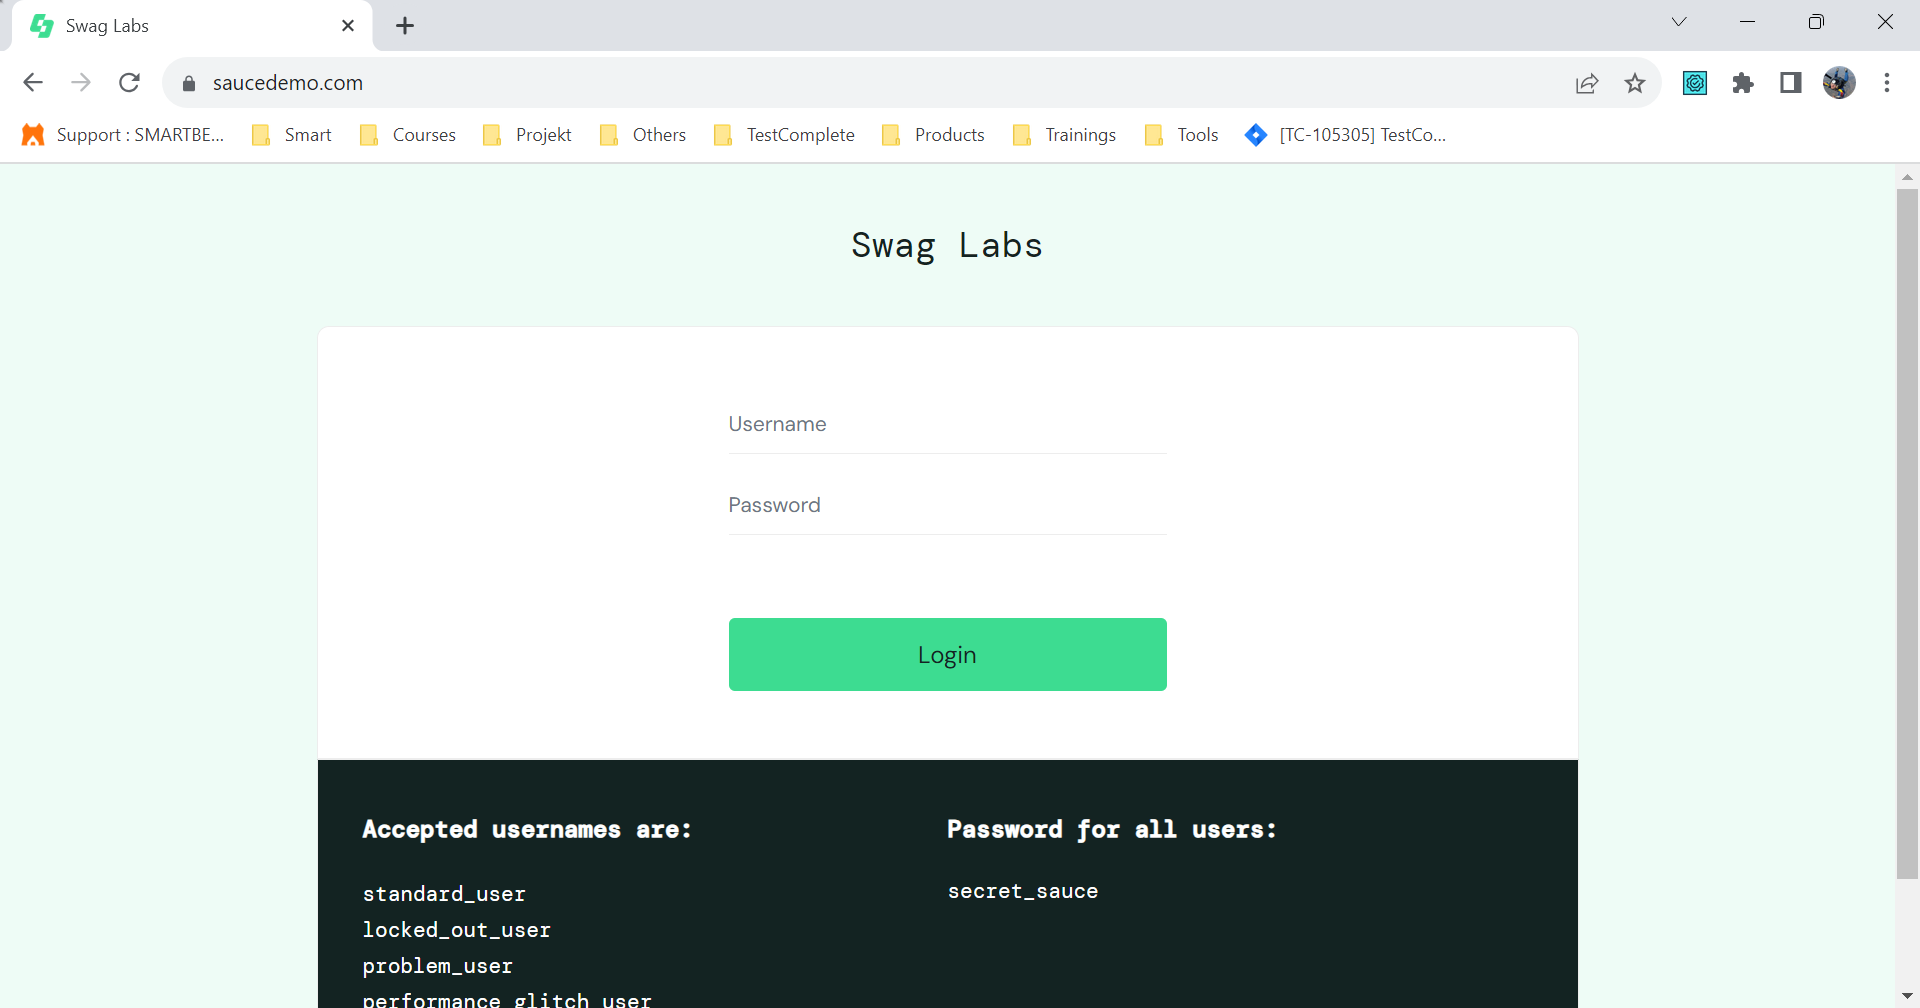 Swag Labs
saucedemo.com
Support : SMARTBE... Smart Courses Projekt Others TestComplete Products Trainings Tools [TC-105305] TestCo...
Swag Labs
Username
Password
Login
Accepted usernames are:
standard_user
locked_out_user
problem_user
performance_glitch_user
Password for all users:
secret_sauce